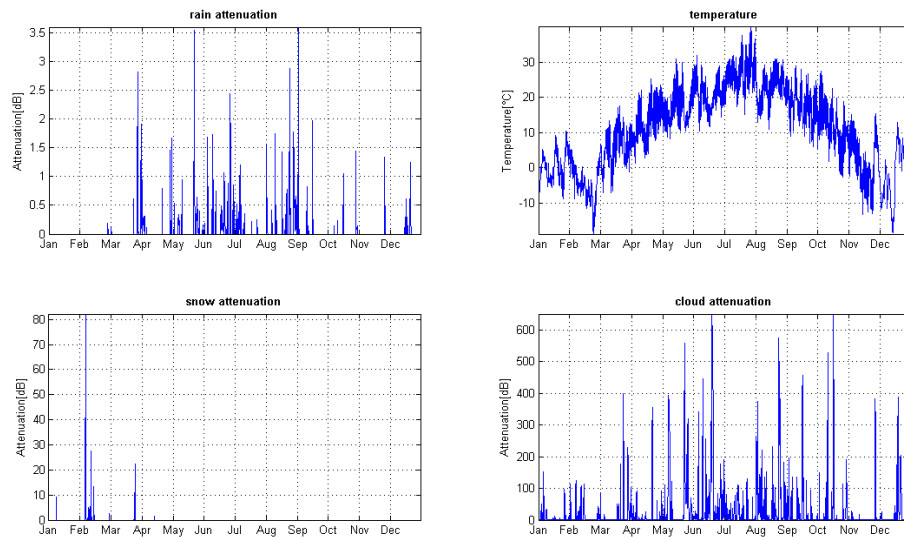 rain attenuation
Attenuation[dB]
3.5
3
2.5
2
1.5
1
0.5
0
Jan Feb Mar Apr May Jun Jul Aug Sep Oct Nov Dec
temperature
Temperature[°C]
30
20
10
0
-10
Jan Feb Mar Apr May Jun Jul Aug Sep Oct Nov Dec
snow attenuation
Attenuation[dB]
80
70
60
50
40
30
20
10
0
Jan Feb Mar Apr May Jun Jul Aug Sep Oct Nov Dec
cloud attenuation
Attenuation[dB]
600
500
400
300
200
100
0
Jan Feb Mar Apr May Jun Jul Aug Sep Oct Nov Dec